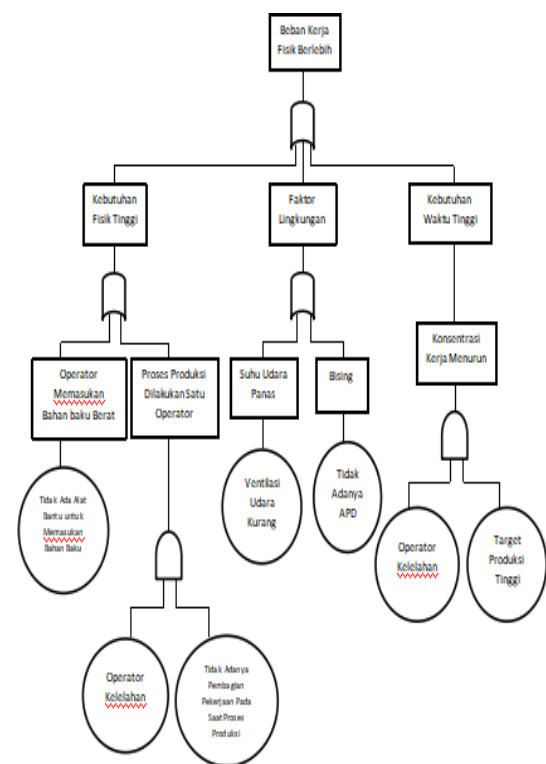 Beban Kerja
Fisik Berlebih
Kebutuhan
Fisik Tinggi
Faktor
Lingkungan
Kebutuhan
Waktu Tinggi
Konsentrasi
Kerja Menurun
Operator
Memasukan
Bahan baku Berat
Proses Produksi
Dilakukan Satu
Operator
Suhu Udara
Panas
Bising
Tidak Ada Alat
Bantu untuk
Memasukan
Bahan Baku
Ventilasi
Udara
Kurang
Tidak
Adanya
APD
Operator
Kelelahan
Target
Produksi
Tinggi
Operator
Kelelahan
Tidak Adanya
Pembagian
Pekerjaan Pada
Saat Proses
Produksi